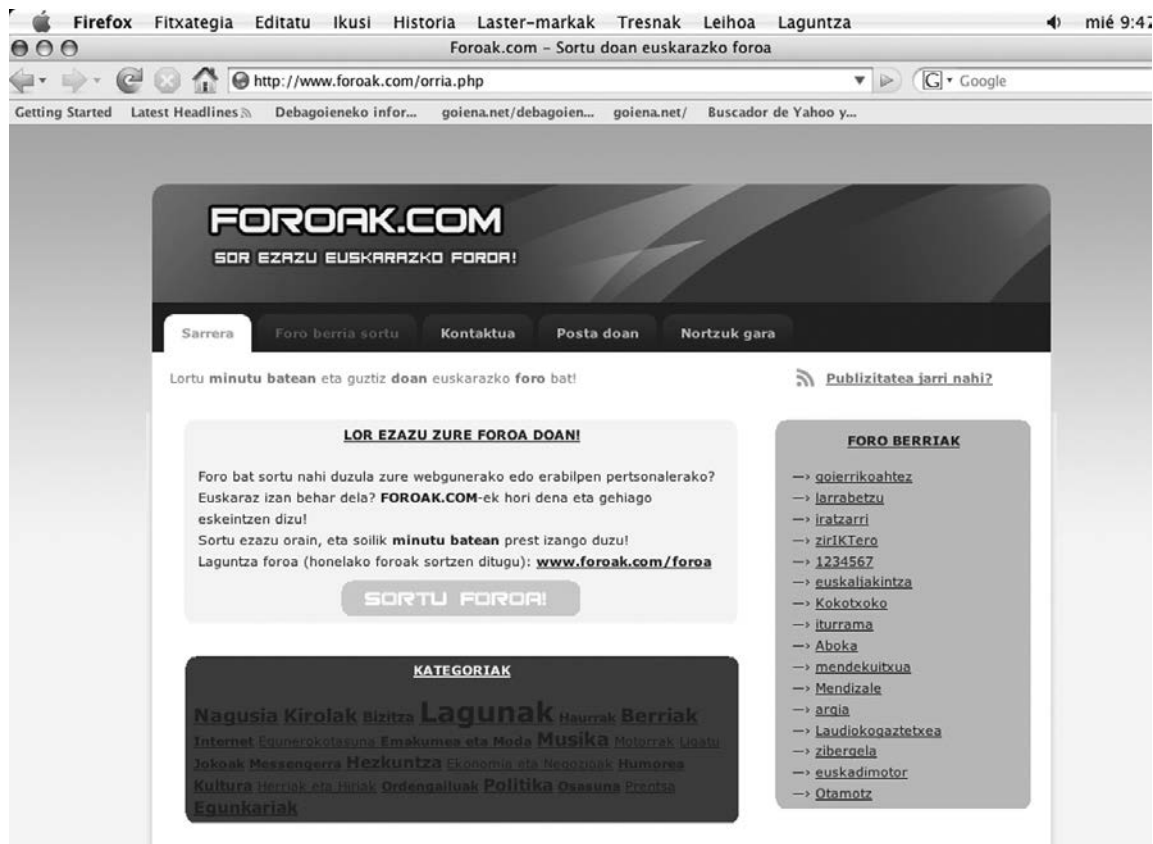 Firefox Fitxategia Editatu Ikusi Historia Laster-markak Tresnak Leihoa Laguntza mié 9:47
Foroak.com – Sortu doan euskarazko foroa
http://www.foroak.com/orria.php G Google
Getting Started Latest Headlines Debagoieneko infor... goiena.net/debagoien... goiena.net/ Buscador de Yahoo y...
FOROAK.COM
SOR EZAZU EUSKARAZKO FOROA!
Sarrera Foro berria sortu Kontaktua Posta doan Nortzuk gara
Lortu minutu batean eta guztiz doan euskarazko foro bat! Publizitatea jarri nahi?
LOR EZAZU ZURE FOROA DOAN!
Foro bat sortu nahi duzula zure webgunerako edo erabilpen pertsonalerako?
Euskaraz izan behar dela? FOROAK.COM-ek hori dena eta gehiago
eskeintzen dizu!
Sortu ezazu orain, eta soilik minutu batean prest izango duzu!
Laguntza foroa (honelako foroak sortzen ditugu): www.foroak.com/foroa
SORTU FOROA!
KATEGORIAK
Nagusia Kirolak Bizitza Lagunak Haurrak Berriak
Internet Egunerokotasuna Emakumea eta Moda Musika Motorrak Ligatu
Jokoak Messengerra Hezkuntza Ekonomia eta Negozioak Humorea
Kultura Herriak eta Hiriak Ordengailuak Politika Osasuna Prentsa
Egunkariak
FORO BERRIAK
—› goierrikoahtez
—› larrabetzu
—› iratzarri
—› zirIKTero
—› 1234567
—› euskaljakintza
—› Kokotxoko
—› iturrama
—› Aboka
—› mendekuitxua
—› Mendizale
—› argia
—› Laudiokogaztetxea
—› zibergela
—› euskadimotor
—› Otamotz